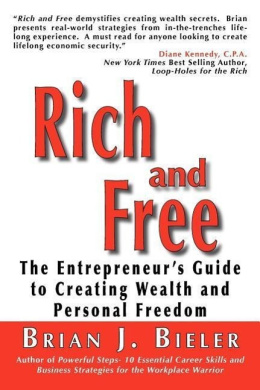 “Rich and Free demystifies creating wealth secrets. Brian
presents real-world strategies from in-the-trenches life-
long experience. A must read for anyone looking to create
lifelong economic security.”
Diane Kennedy, C.P.A.
New York Times Best Selling Author,
Loop-Holes for the Rich
Rich
and
Free
The Entrepreneur's Guide
to Creating Wealth and
Personal Freedom
BRIAN J. BIELER
Author of Powerful Steps- 10 Essential Career Skills and
Business Strategies for the Workplace Warrior